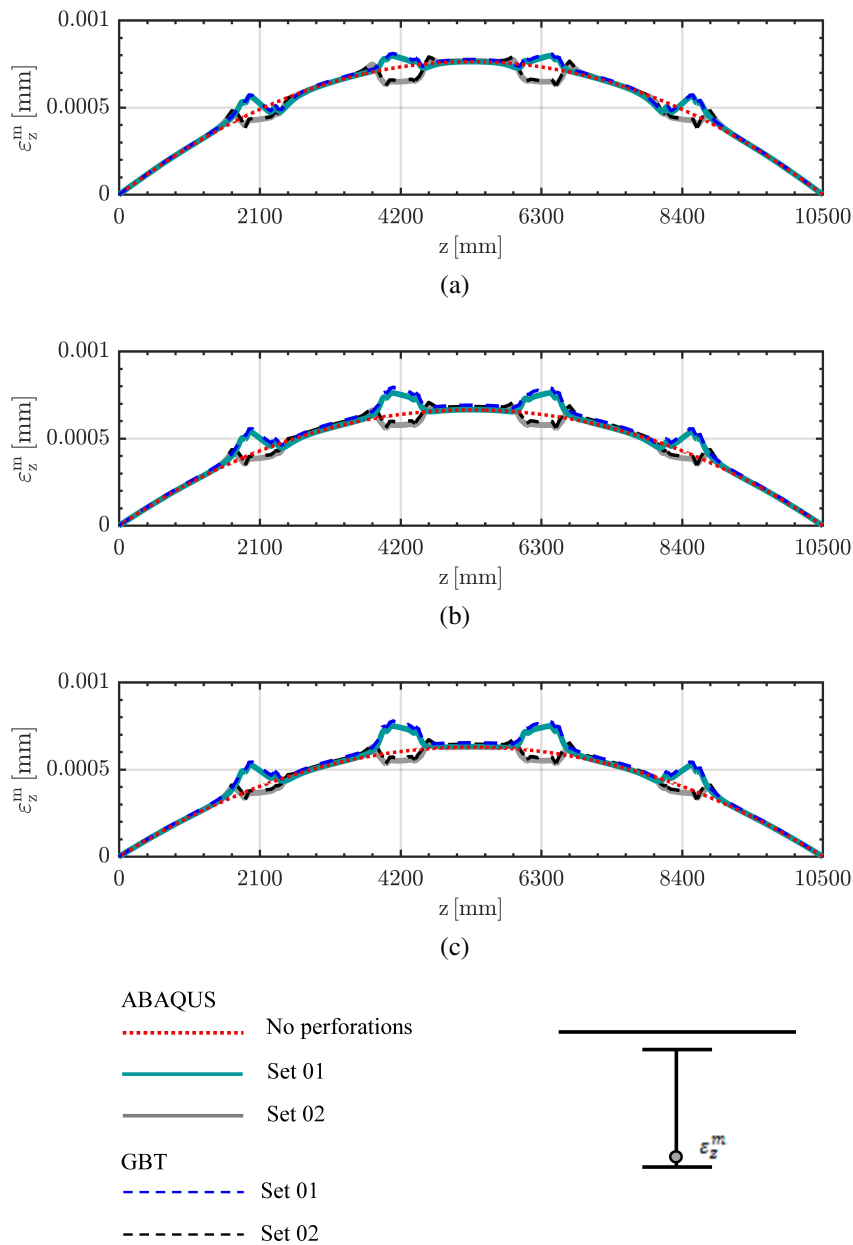 0.001
0.0005
0
ε_z^m [mm]
0 2100 4200 6300 8400 10500
z [mm]
(a)
0.001
0.0005
0
ε_z^m [mm]
0 2100 4200 6300 8400 10500
z [mm]
(b)
0.001
0.0005
0
ε_z^m [mm]
0 2100 4200 6300 8400 10500
z [mm]
(c)
ABAQUS
No perforations
Set 01
Set 02
GBT
Set 01
Set 02
ε_z^m